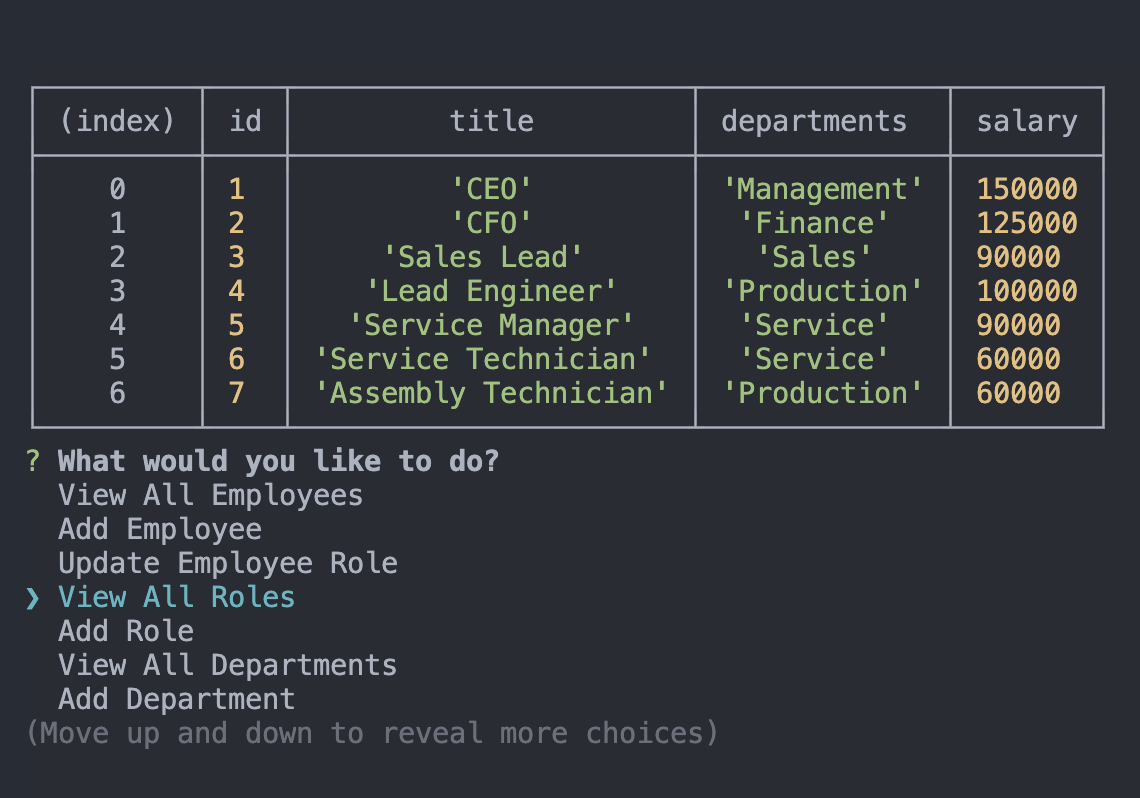 (index) id title departments salary
0 1 'CEO' 'Management' 150000
1 2 'CFO' 'Finance' 125000
2 3 'Sales Lead' 'Sales' 90000
3 4 'Lead Engineer' 'Production' 100000
4 5 'Service Manager' 'Service' 90000
5 6 'Service Technician' 'Service' 60000
6 7 'Assembly Technician' 'Production' 60000
? What would you like to do?
View All Employees
Add Employee
Update Employee Role
❯ View All Roles
Add Role
View All Departments
Add Department
(Move up and down to reveal more choices)